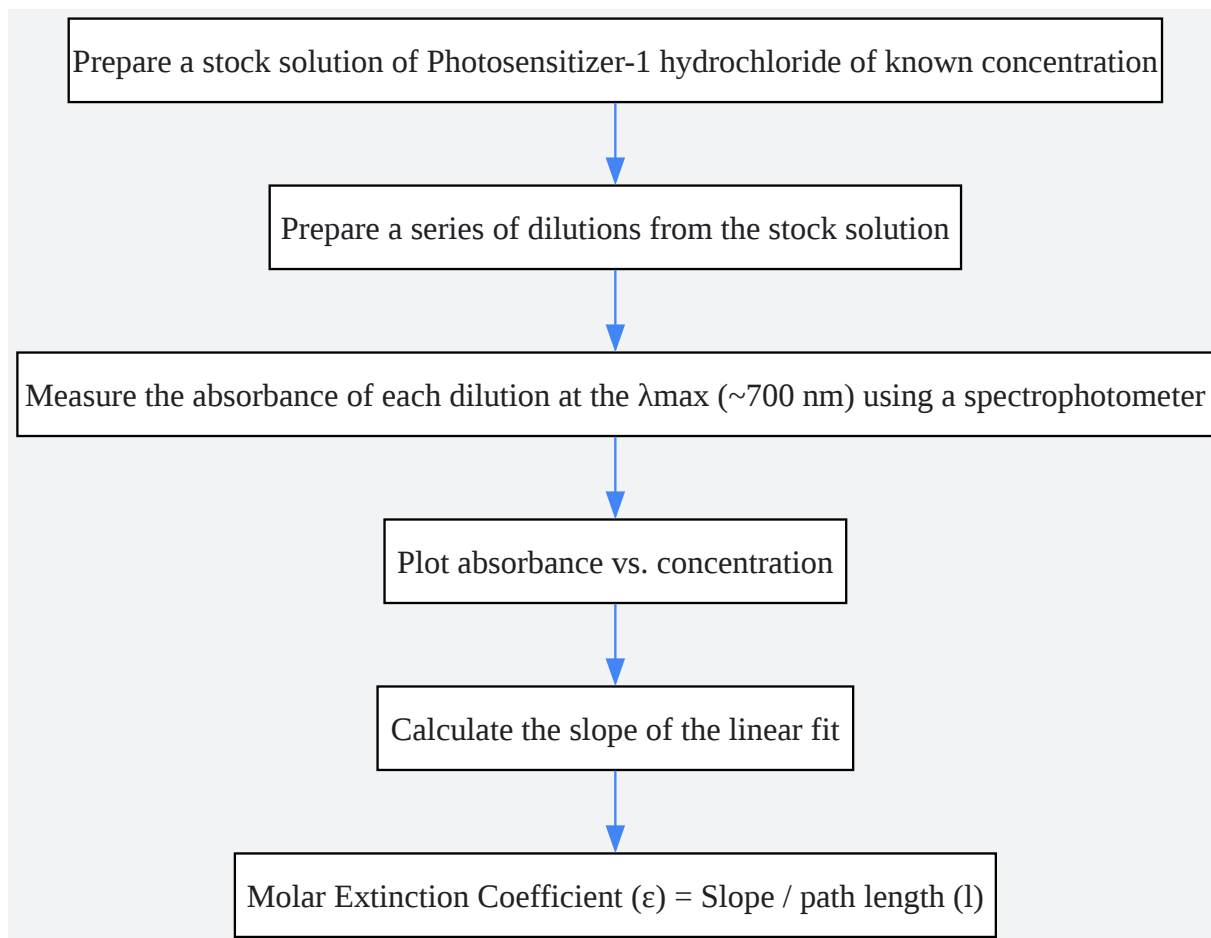 Prepare a stock solution of Photosensitizer-1 hydrochloride of known concentration
Prepare a series of dilutions from the stock solution
Measure the absorbance of each dilution at the λmax (~700 nm) using a spectrophotometer
Plot absorbance vs. concentration
Calculate the slope of the linear fit
Molar Extinction Coefficient (ε) = Slope / path length (l)